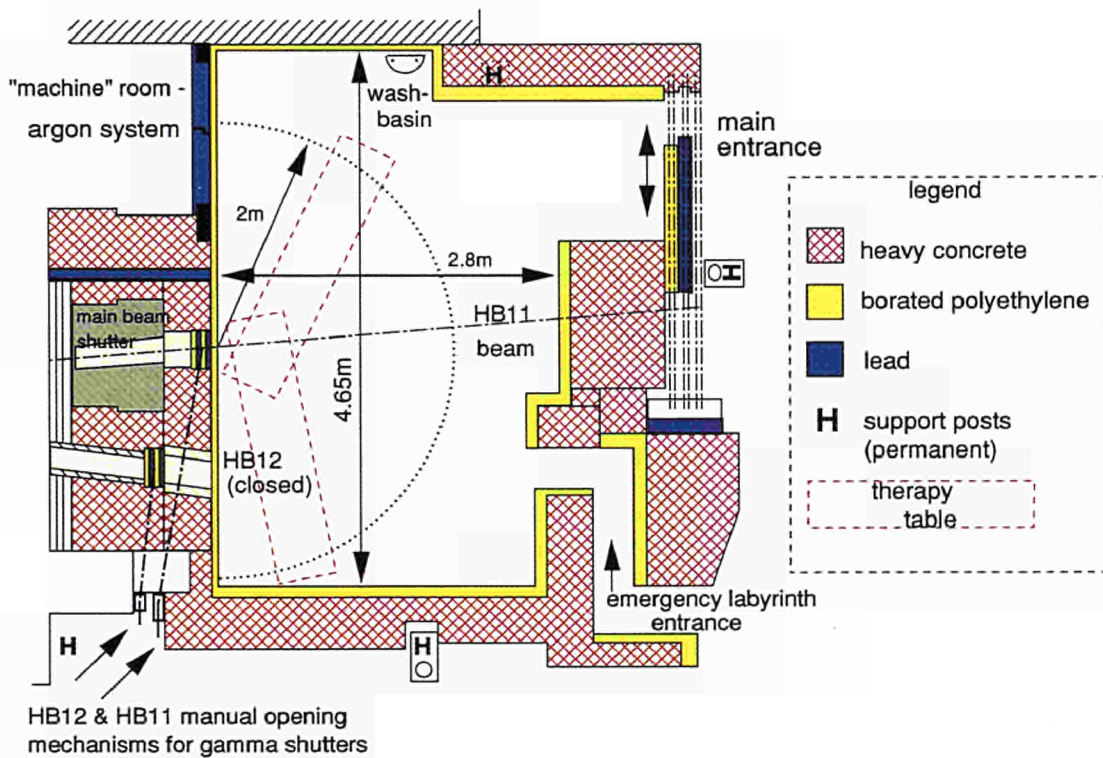 "machine" room -
argon system
H
wash-
basin
main
entrance
2m
2.8m
4.65m
H
main beam
shutter
HB11
beam
HB12
(closed)
H
H
emergency labyrinth
entrance
HB12 & HB11 manual opening
mechanisms for gamma shutters
legend
heavy concrete
borated polyethylene
lead
H support posts
(permanent)
therapy
table